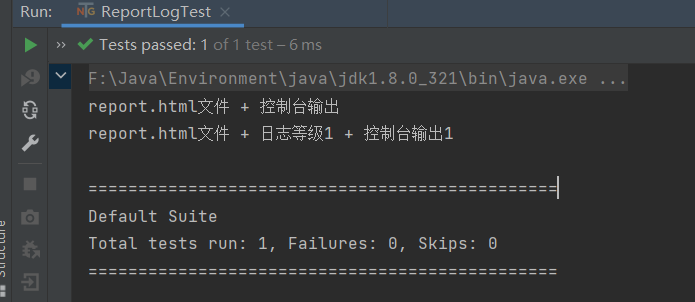 Run: NTG ReportLogTest ×
>> Tests passed: 1 of 1 test – 6 ms
F:\Java\Environment\java\jdk1.8.0_321\bin\java.exe ...
report.html文件 + 控制台输出
report.html文件 + 日志等级1 + 控制台输出1
===============================================
Default Suite
Total tests run: 1, Failures: 0, Skips: 0
===============================================
Structure